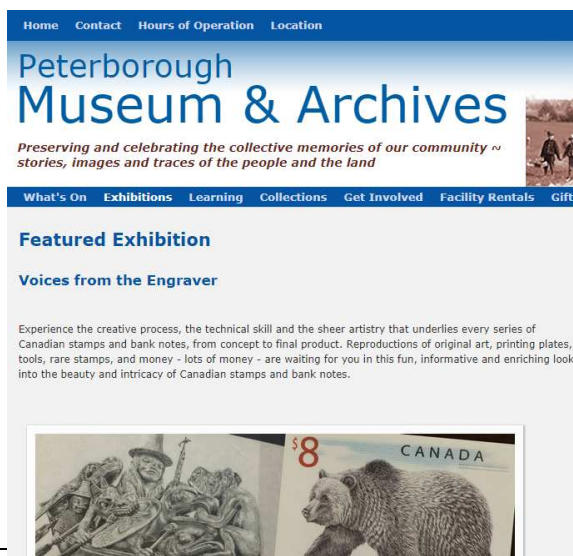 Home Contact Hours of Operation Location
Peterborough
Museum & Archives
Preserving and celebrating the collective memories of our community ~
stories, images and traces of the people and the land
What's On Exhibitions Learning Collections Get Involved Facility Rentals Gift
Featured Exhibition
Voices from the Engraver
Experience the creative process, the technical skill and the sheer artistry that underlies every series of
Canadian stamps and bank notes, from concept to final product. Reproductions of original art, printing plates,
tools, rare stamps, and money - lots of money - are waiting for you in this fun, informative and enriching look
into the beauty and intricacy of Canadian stamps and bank notes.
$8 CANADA